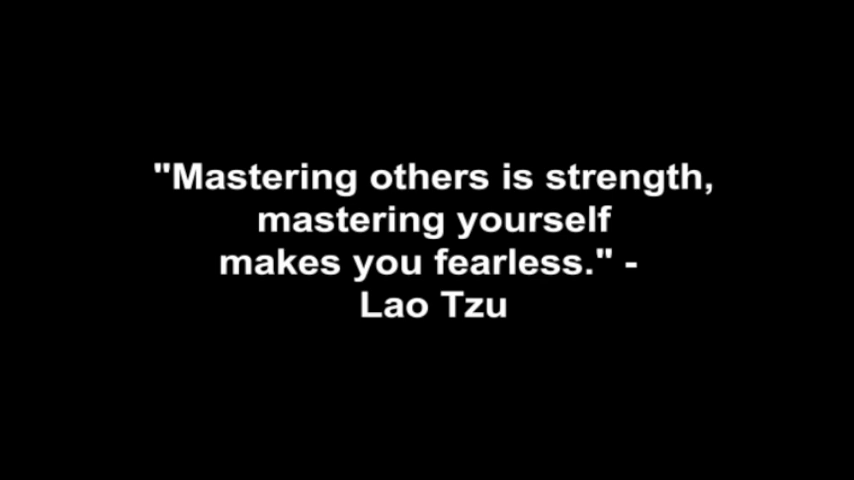 "Mastering others is strength,
mastering yourself
makes you fearless." -
Lao Tzu